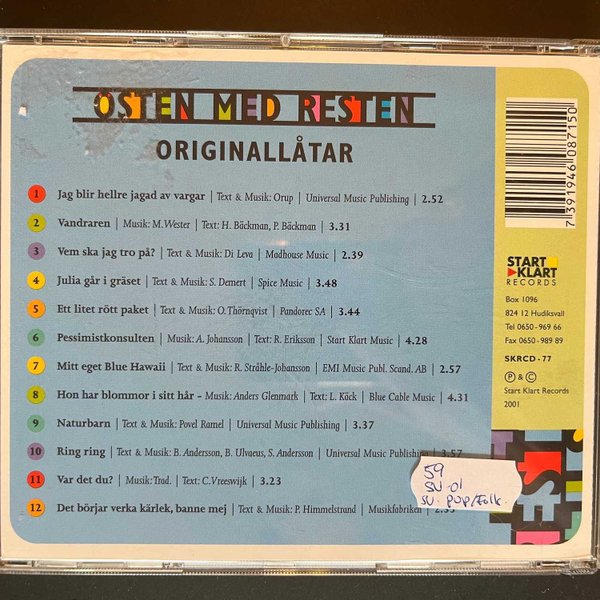 ÖSTEN MED RESTEN
ORIGINALLÅTAR
1 Jag blir hellre jagad av vargar | Text & Musik: Orup | Universal Music Publishing | 2.52
2 Vandraren | Musik: M. Wester | Text: H. Bäckman, P. Bäckman | 3.31
3 Vem ska jag tro på? | Text & Musik: Di Leva | Madhouse Music | 2.39
4 Julia går i gräset | Text & Musik: S. Demert | Spice Music | 3.48
5 Ett litet rött paket | Text & Musik: O. Thörnqvist | Pandorec SA | 3.44
6 Pessimistkonsulten | Musik: A. Johansson | Text: R. Eriksson | Start Klart Music | 4.28
7 Mitt eget Blue Hawaii | Text & Musik: R. Stråhle-Johansson | EMI Music Publ. Scand. AB | 2.57
8 Hon har blommor i sitt hår – Musik: Anders Glenmark | Text: L. Käck | Blue Cable Music | 4.31
9 Naturbarn | Text & Musik: Povel Ramel | Universal Music Publishing | 3.37
10 Ring ring | Text & Musik: B. Andersson, B. Ulvaeus, S. Andersson | Universal Music Publishing | 3.57
11 Var det du? | Musik: Trad. | Text: C. Vreeswijk | 3.23
12 Det börjar verka kärlek, banne mej | Text & Musik: P. Himmelstrand | Musikfabriken
59
SV-01
SV. POP/Folk.
7 391946 087150
START
KLART
RECORDS
Box 1096
824 12 Hudiksvall
Tel 0650-969 66
Fax 0650-989 89
SKRCD - 77
Ⓟ & ©
Start Klart Records
2001